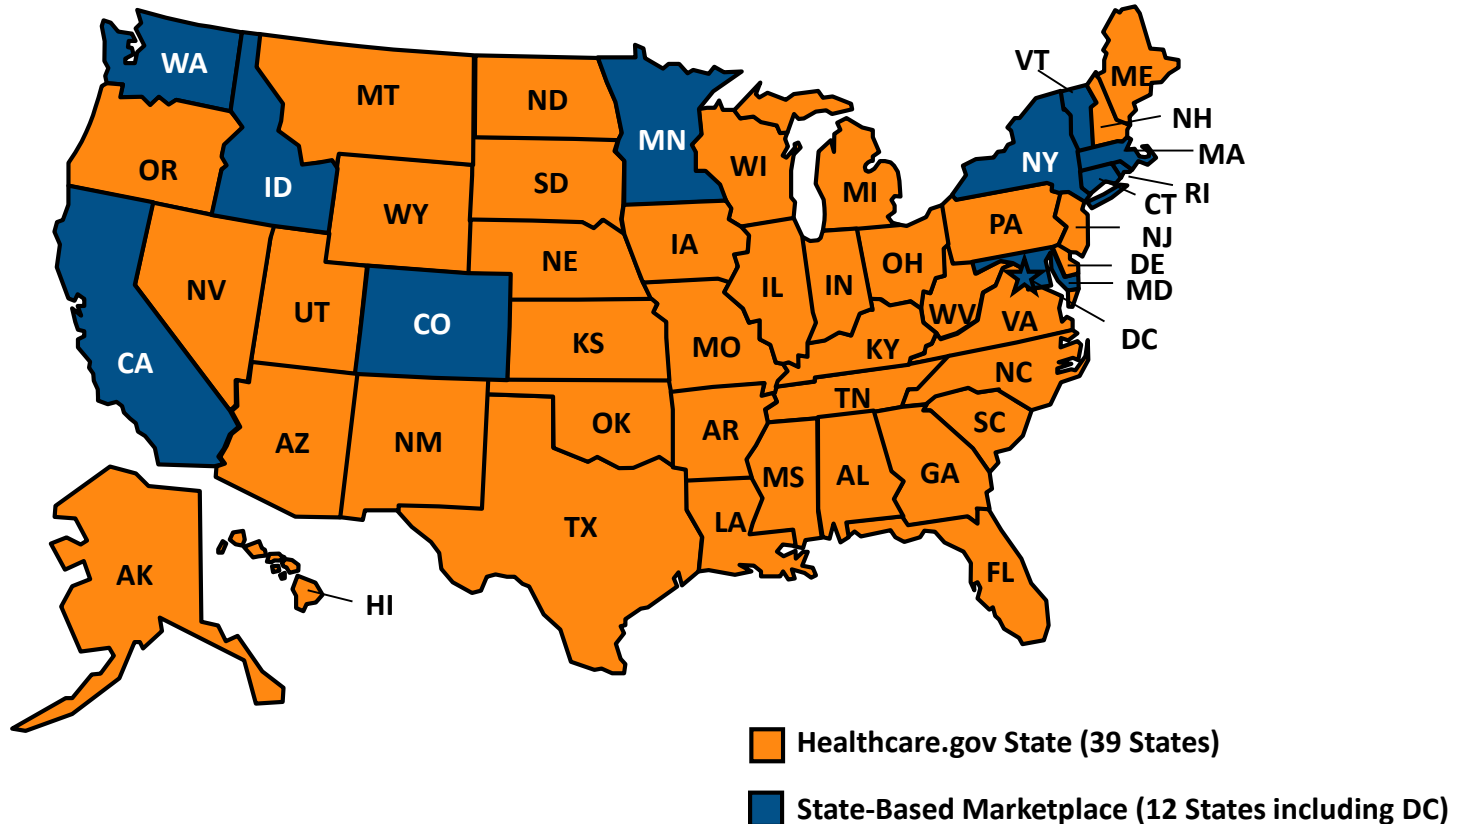 WA
MT
ND
MN
VT
ME
NH
MA
RI
CT
NJ
DE
MD
DC
OR
ID
WY
SD
WI
MI
NY
PA
NV
UT
CO
NE
IA
IL
IN
OH
WV
VA
CA
KS
MO
KY
NC
TN
SC
AZ
NM
OK
AR
MS
AL
GA
TX
LA
FL
AK
HI
Healthcare.gov State (39 States)
State-Based Marketplace (12 States including DC)